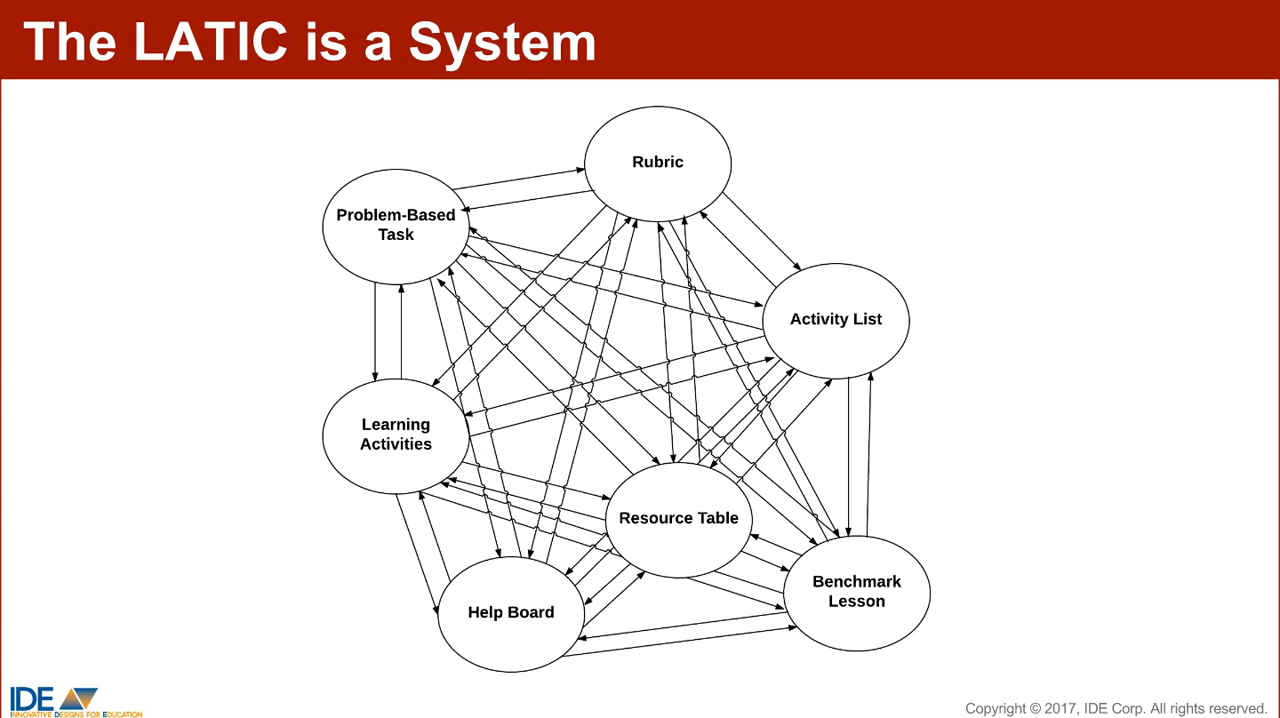 The LATIC is a System
Rubric
Problem-Based
Task
Activity List
Learning
Activities
Resource Table
Benchmark
Lesson
Help Board
IDE
INNOVATIVE DESIGNS FOR EDUCATION
Copyright © 2017, IDE Corp. All rights reserved.